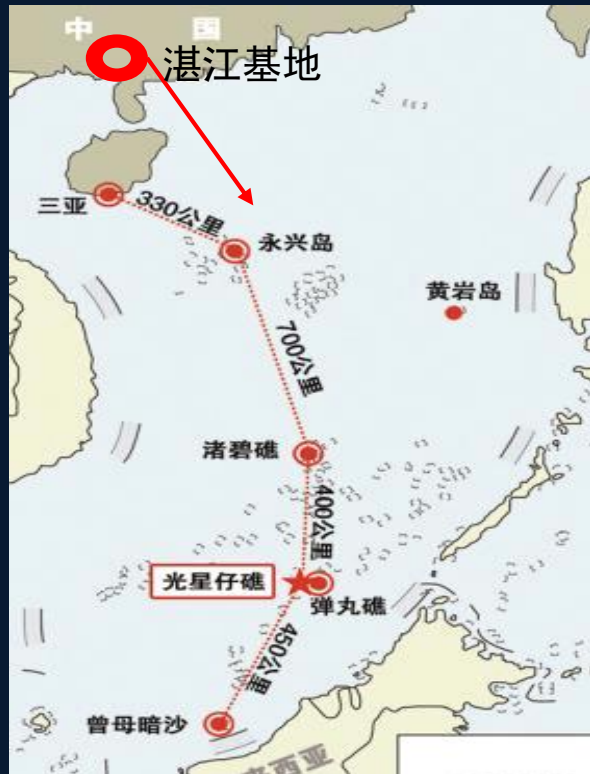 中 国
湛江基地
三亚
330公里
永兴岛
黄岩岛
700公里
渚碧礁
400公里
光星仔礁
弹丸礁
450公里
曾母暗沙
西亚